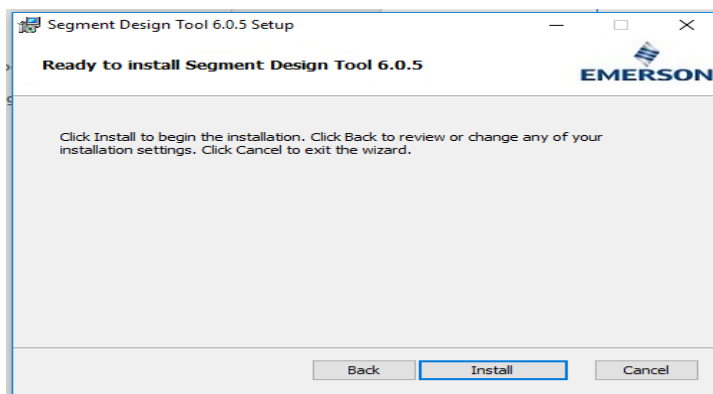 Segment Design Tool 6.0.5 Setup
Ready to install Segment Design Tool 6.0.5
EMERSON
Click Install to begin the installation. Click Back to review or change any of your
installation settings. Click Cancel to exit the wizard.
Back Install Cancel